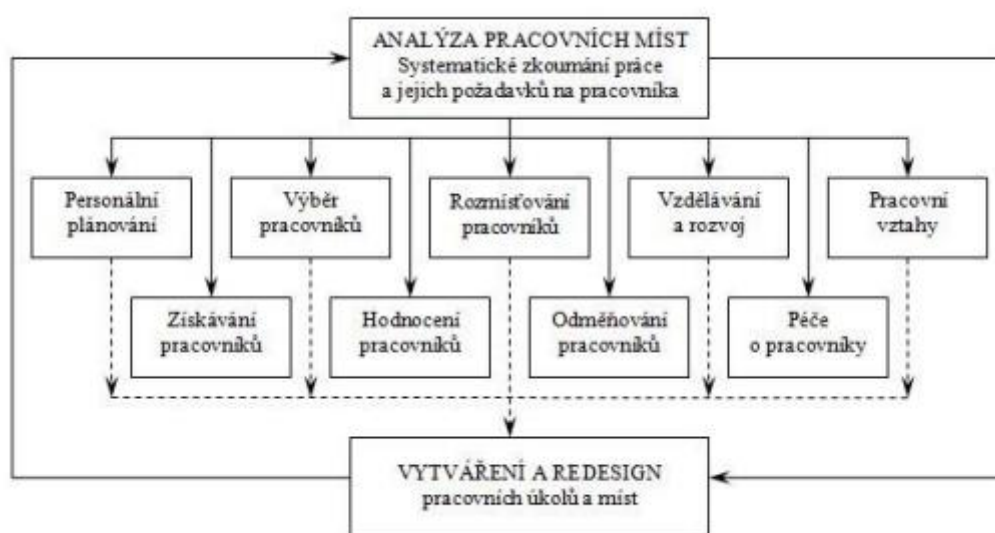 ANALÝZA PRACOVNÍCH MÍST
Systematické zkoumání práce
a jejich požadavků na pracovníka
Personální
plánování
Výběr
pracovníků
Rozmísťování
pracovníků
Vzdělávání
a rozvoj
Pracovní
vztahy
Získávání
pracovníků
Hodnocení
pracovníků
Odměňování
pracovníků
Péče
o pracovníky
VYTVÁŘENÍ A REDESIGN
pracovních úkolů a míst